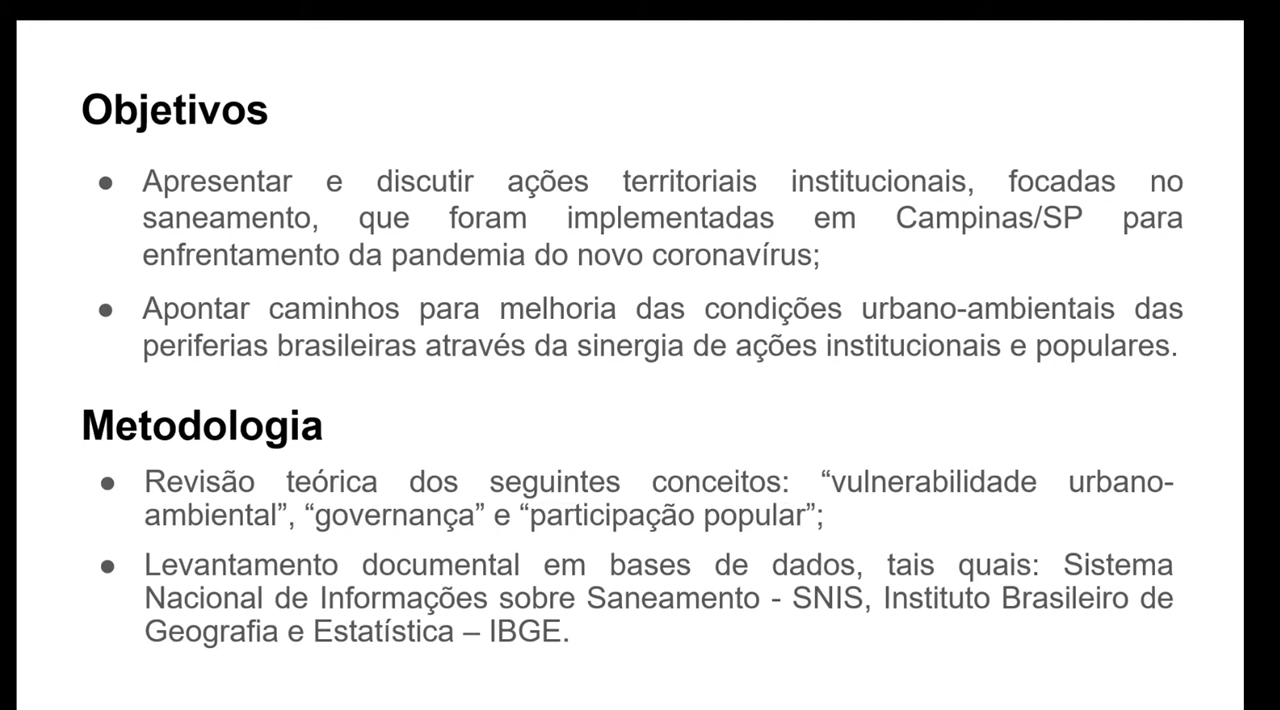 Objetivos
● Apresentar e discutir ações territoriais institucionais, focadas no
saneamento, que foram implementadas em Campinas/SP para
enfrentamento da pandemia do novo coronavírus;
● Apontar caminhos para melhoria das condições urbano-ambientais das
periferias brasileiras através da sinergia de ações institucionais e populares.
Metodologia
● Revisão teórica dos seguintes conceitos: “vulnerabilidade urbano-
ambiental”, “governança” e “participação popular”;
● Levantamento documental em bases de dados, tais quais: Sistema
Nacional de Informações sobre Saneamento - SNIS, Instituto Brasileiro de
Geografia e Estatística – IBGE.